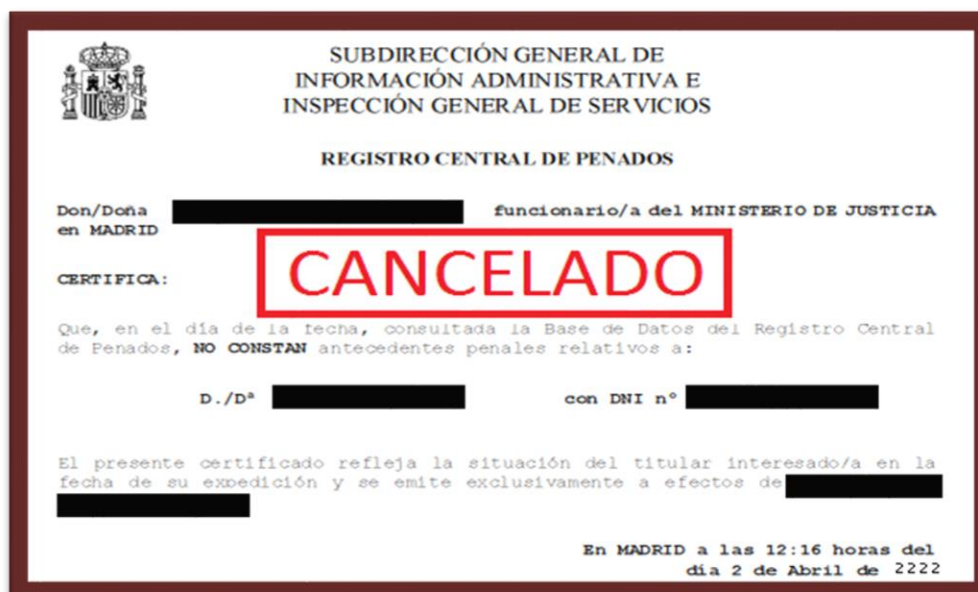 SUBDIRECCIÓN GENERAL DE
INFORMACIÓN ADMINISTRATIVA E
INSPECCIÓN GENERAL DE SERVICIOS
REGISTRO CENTRAL DE PENADOS
Don/Doña funcionario/a del MINISTERIO DE JUSTICIA
en MADRID
CANCELADO
CERTIFICA:
Que, en el día de la fecha, consultada la Base de Datos del Registro Central
de Penados, NO CONSTAN antecedentes penales relativos a:
D./Dª con DNI nº
El presente certificado refleja la situación del titular interesado/a en la
fecha de su expedición y se emite exclusivamente a efectos de
En MADRID a las 12:16 horas del
día 2 de Abril de 2222